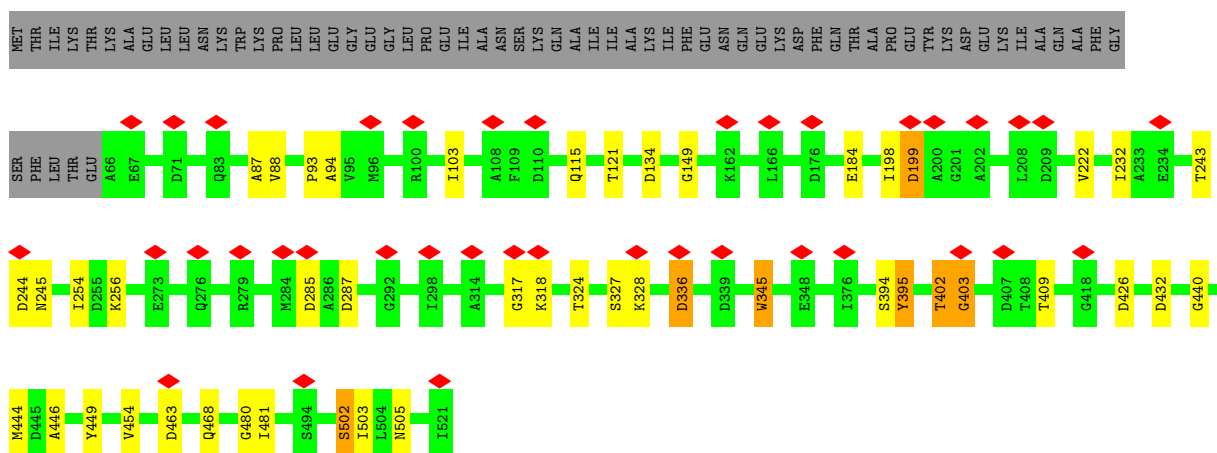 MET THR ILE LYS THR LYS ALA GLU LEU LEU ASN LYS TRP LYS PRO LEU LEU GLU GLY GLU GLY LEU PRO GLU ILE ALA ASN SER LYS GLN ALA ILE ILE ALA LYS ILE PHE GLU ASN GLN GLU LYS ASP PHE GLN THR ALA PRO GLU TYR LYS ASP GLU LYS ILE ALA GLN ALA PHE GLY
SER PHE LEU THR GLU A66 E67 D71 Q83 A87 V88 P93 A94 V95 M96 R100 I103 A108 F109 D110 Q115 T121 D134 G149 K162 L166 D176 E184 I198 D199 A200 G201 A202 L208 D209 V222 I232 A233 E234 T243
D244 N245 I254 D255 K256 E273 Q276 R279 M284 D285 A286 D287 G292 I298 A314 G317 K318 T324 S327 K328 D336 D339 W345 E348 I376 S394 Y395 T402 G403 D407 T408 T409 G418 D426 D432 G440
M444 D445 A446 Y449 V454 D463 Q468 G480 I481 S494 S502 I503 L504 N505 I521